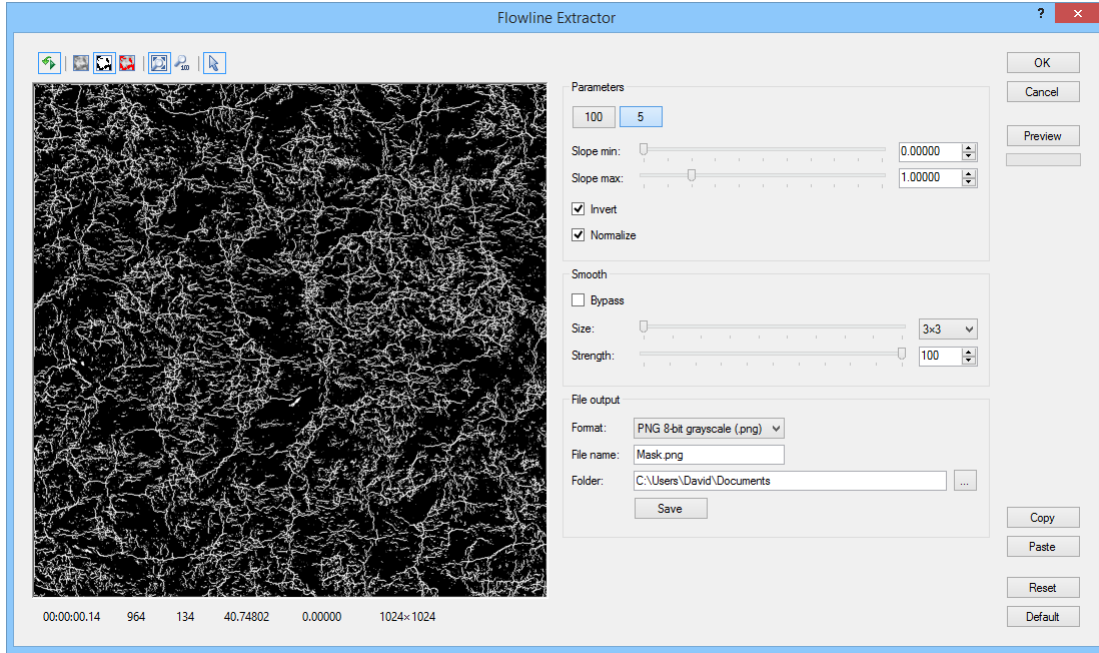 Flowline Extractor
?
100
OK
Cancel
Preview
Parameters
100 5
Slope min: 0.00000
Slope max: 1.00000
Invert
Normalize
Smooth
Bypass
Size: 3×3
Strength: 100
File output
Format: PNG 8-bit grayscale (.png)
File name: Mask.png
Folder: C:\Users\David\Documents ...
Save
Copy
Paste
Reset
Default
00:00:00.14 964 134 40.74802 0.00000 1024×1024